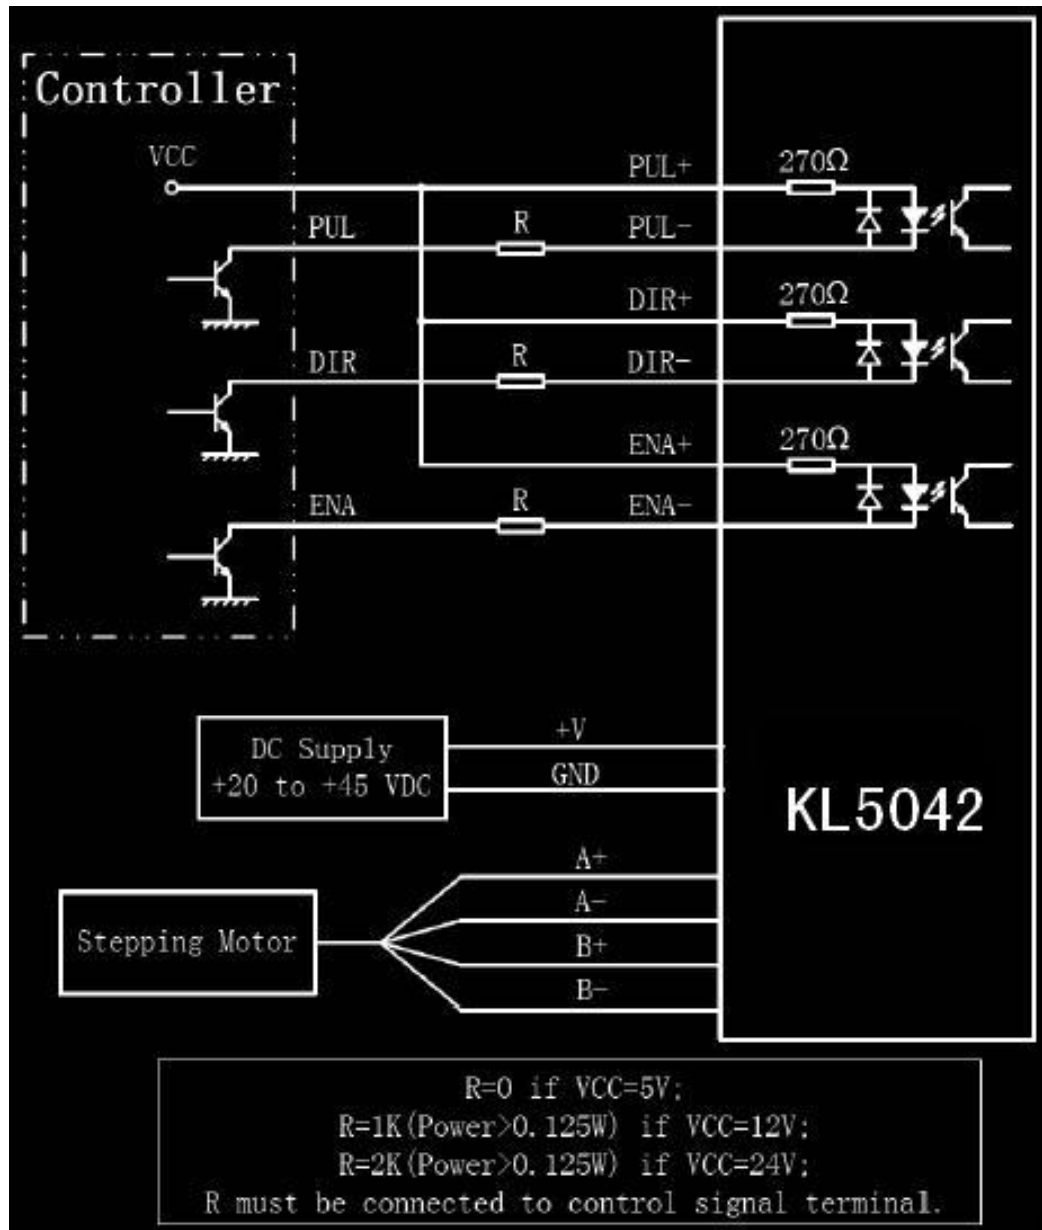 Controller
VCC
PUL+
270Ω
PUL
R
PUL-
DIR+
270Ω
DIR
R
DIR-
ENA+
270Ω
ENA
R
ENA-
DC Supply
+20 to +45 VDC
+V
GND
KL5042
A+
A-
Stepping Motor
B+
B-
R=0 if VCC=5V;
R=1K(Power>0.125W) if VCC=12V;
R=2K(Power>0.125W) if VCC=24V;
R must be connected to control signal terminal.